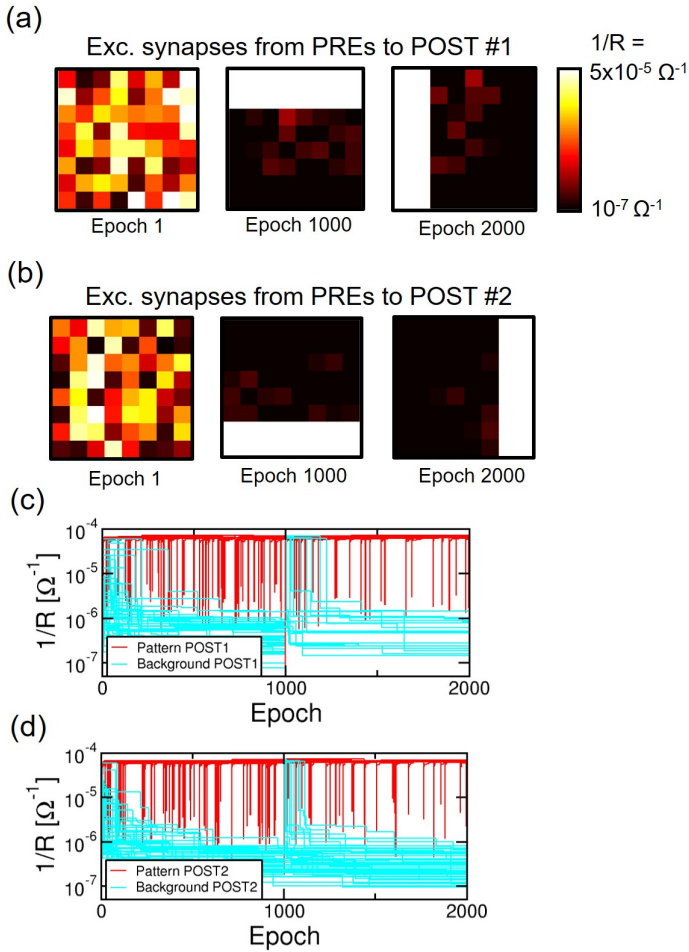 (a)
Exc. synapses from PREs to POST #1
1/R =
5x10⁻⁵ Ω⁻¹
10⁻⁷ Ω⁻¹
Epoch 1
Epoch 1000
Epoch 2000
(b)
Exc. synapses from PREs to POST #2
Epoch 1
Epoch 1000
Epoch 2000
(c)
1/R [Ω⁻¹]
10⁻⁴
10⁻⁵
10⁻⁶
10⁻⁷
Pattern POST1
Background POST1
0
1000
2000
Epoch
(d)
1/R [Ω⁻¹]
10⁻⁴
10⁻⁵
10⁻⁶
10⁻⁷
Pattern POST2
Background POST2
0
1000
2000
Epoch